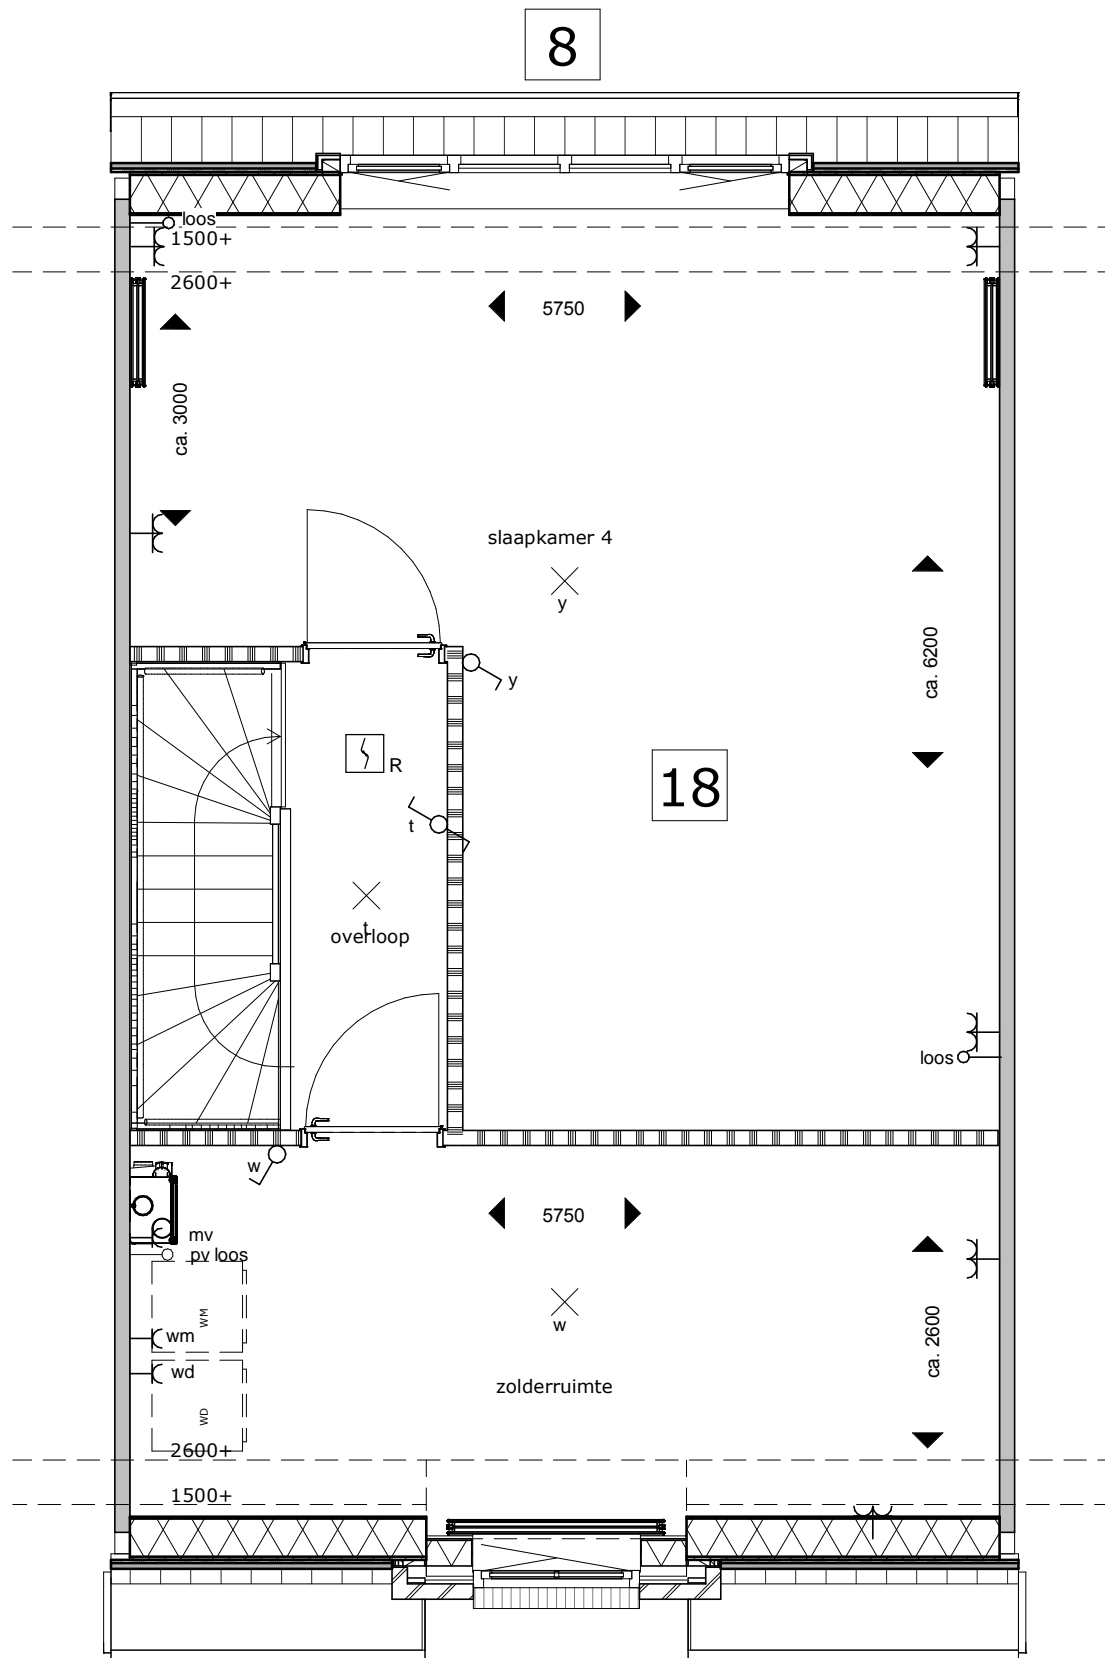 8
loos
1500+
2600+
5750
ca. 3000
slaapkamer 4
y
ca. 6200
y
R
18
t
t
overloop
loos
w
5750
mv
pv loos
WM
wm
w
ca. 2600
wd
zolderruimte
WD
2600+
1500+